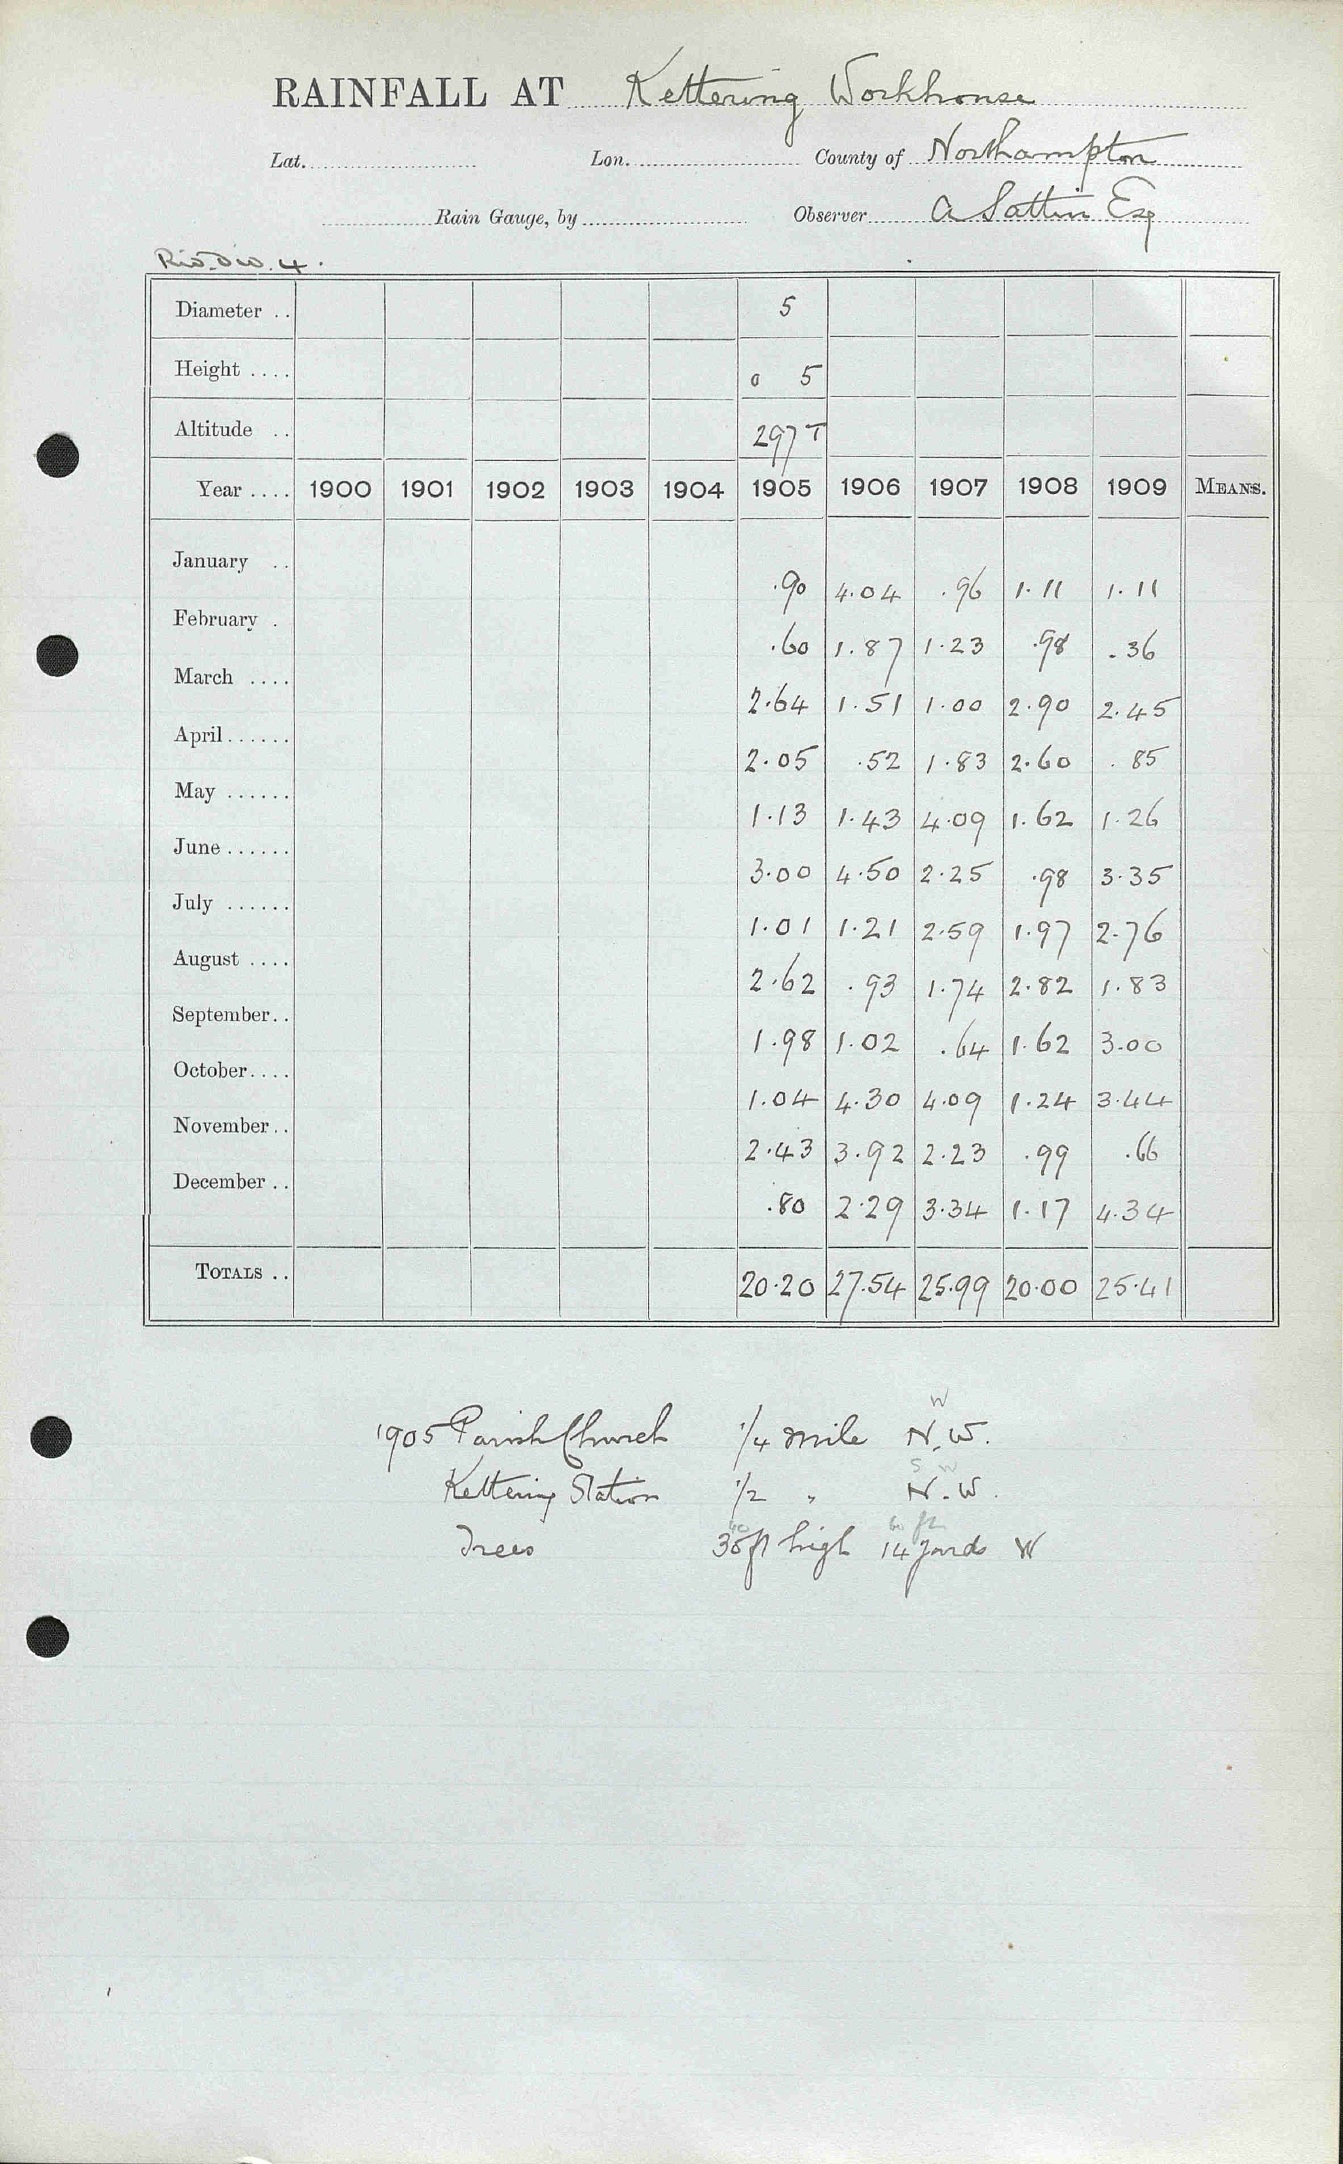 RAINFALL AT Kettering Workhouse
Lat. Lon. County of Northampton
Rain Gauge, by Observer A Sattin Esq
Riv. Div. 4.
Diameter .. 5
Height .... 0 5
Altitude .. 297 T
Year .... 1900 1901 1902 1903 1904 1905 1906 1907 1908 1909 MEANS.
January .. .90 4.04 .96 1.11 1.11
February . .60 1.87 1.23 .98 .36
March .... 2.64 1.51 1.00 2.90 2.45
April...... 2.05 .52 1.83 2.60 .85
May ...... 1.13 1.43 4.09 1.62 1.26
June...... 3.00 4.50 2.25 .98 3.35
July ...... 1.01 1.21 2.59 1.97 2.76
August .... 2.62 .93 1.74 2.82 1.83
September.. 1.98 1.02 .64 1.62 3.00
October.... 1.04 4.30 4.09 1.24 3.44
November.. 2.43 3.92 2.23 .99 .66
December .. .80 2.29 3.34 1.17 4.34
TOTALS .. 20.20 27.54 25.99 20.00 25.41
W
1905 Parish Church 1/4 mile N.W.
S W
Kettering Station 1/2 " N.W.
40 60 ft
Trees 30 ft high 14 yards W